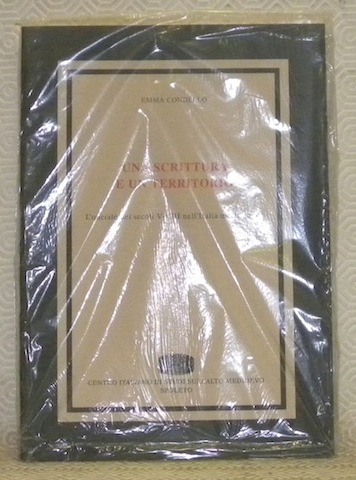 EMMA CONDELLO
UNA SCRITTURA
E UN TERRITORIO
L'onciale dei secoli V-VIII nell'Italia
CENTRO ITALIANO DI STUDI SULL'ALTO MEDIOEVO
SPOLETO